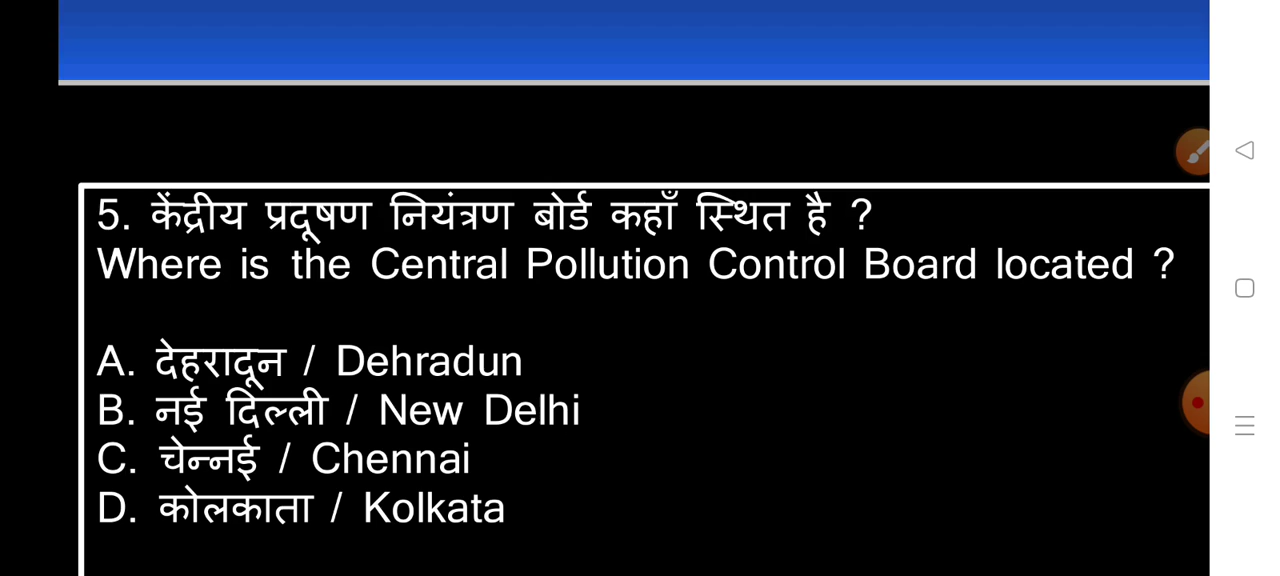 5. केंद्रीय प्रदूषण नियंत्रण बोर्ड कहाँ स्थित है ?
Where is the Central Pollution Control Board located ?
A. देहरादून / Dehradun
B. नई दिल्ली / New Delhi
C. चेन्नई / Chennai
D. कोलकाता / Kolkata